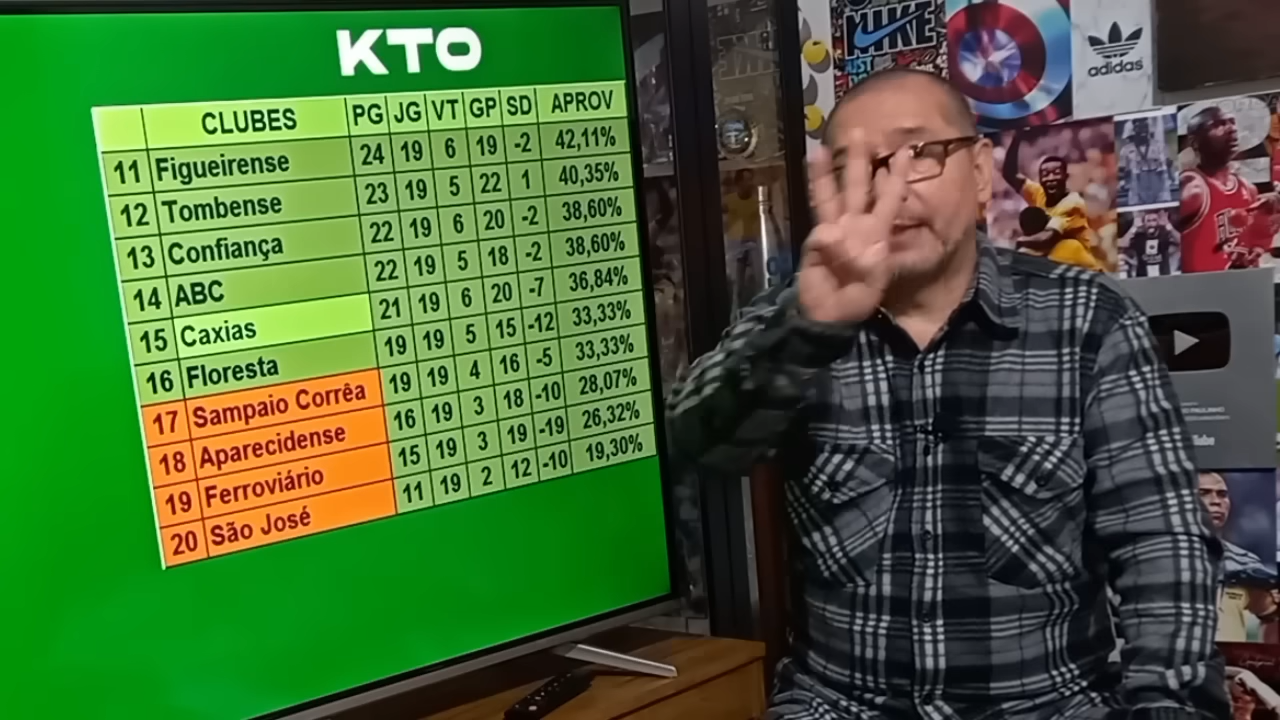 KTO
CLUBES PG JG VT GP SD APROV
11 Figueirense 24 19 6 19 -2 42,11%
12 Tombense 23 19 5 22 1 40,35%
13 Confiança 22 19 6 20 -2 38,60%
14 ABC 22 19 5 18 -2 38,60%
15 Caxias 21 19 6 20 -7 36,84%
16 Floresta 19 19 5 15 -12 33,33%
17 Sampaio Corrêa 19 19 4 16 -5 33,33%
18 Aparecidense 16 19 3 18 -10 28,07%
19 Ferroviário 15 19 3 19 -19 26,32%
20 São José 11 19 2 12 -10 19,30%
NIKE
JUST
adidas